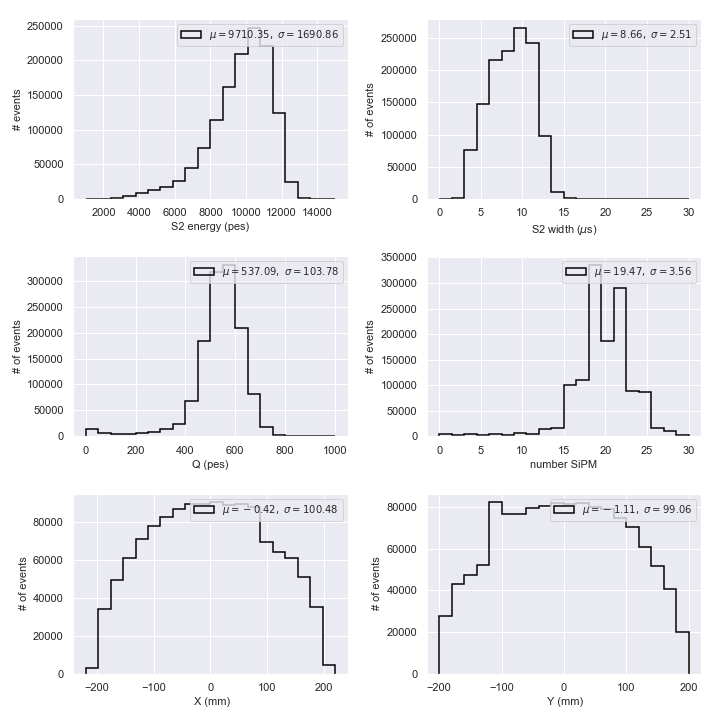 μ = 9710.35, σ = 1690.86
# events
250000
200000
150000
100000
50000
0
2000 4000 6000 8000 10000 12000 14000
S2 energy (pes)
μ = 8.66, σ = 2.51
# of events
250000
200000
150000
100000
50000
0
0 5 10 15 20 25 30
S2 width (μs)
μ = 537.09, σ = 103.78
# of events
300000
250000
200000
150000
100000
50000
0
0 200 400 600 800 1000
Q (pes)
μ = 19.47, σ = 3.56
# of events
350000
300000
250000
200000
150000
100000
50000
0
0 5 10 15 20 25 30
number SiPM
μ = −0.42, σ = 100.48
# of events
80000
60000
40000
20000
0
−200 −100 0 100 200
X (mm)
μ = −1.11, σ = 99.06
# of events
80000
60000
40000
20000
0
−200 −100 0 100 200
Y (mm)